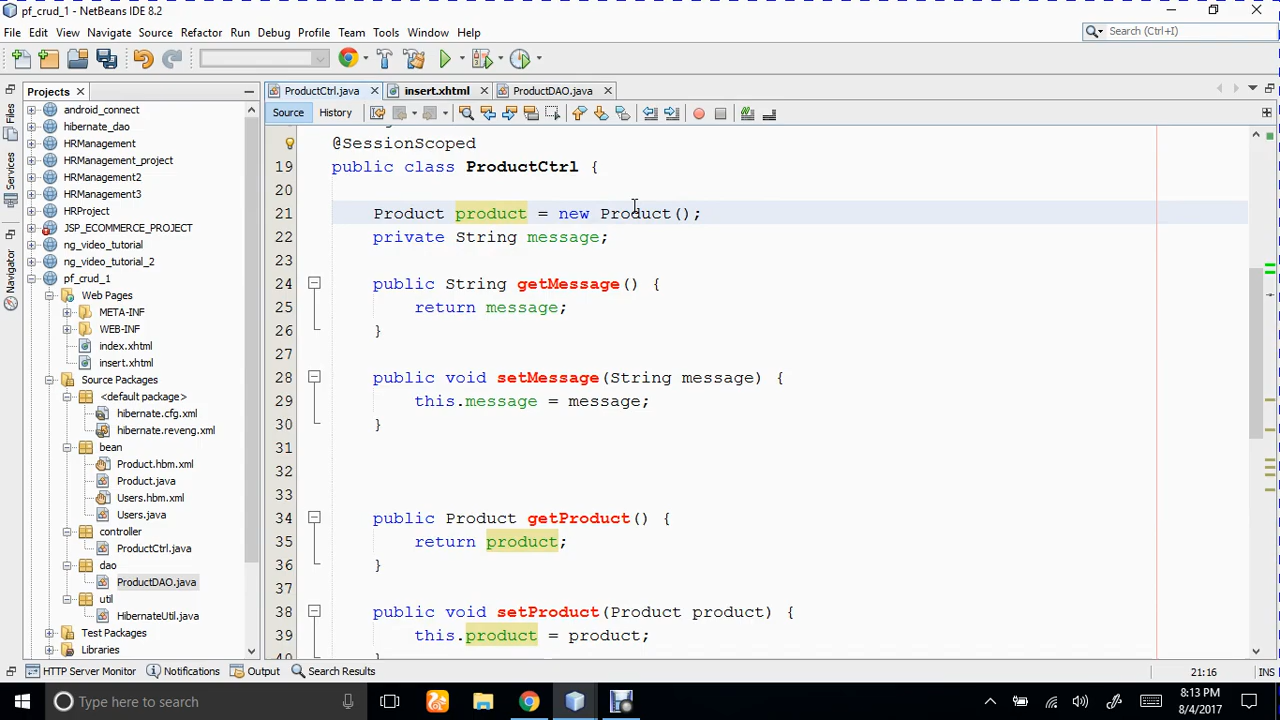 pf_crud_1 - NetBeans IDE 8.2
File Edit View Navigate Source Refactor Run Debug Profile Team Tools Window Help
Search (Ctrl+I)
Projects
ProductCtrl.java insert.xhtml ProductDAO.java
Source History
Files
Services
Navigator
android_connect
hibernate_dao
HRManagement
HRManagement_project
HRManagement2
HRManagement3
HRProject
JSP_ECOMMERCE_PROJECT
ng_video_tutorial
ng_video_tutorial_2
pf_crud_1
Web Pages
META-INF
WEB-INF
index.xhtml
insert.xhtml
Source Packages
<default package>
hibernate.cfg.xml
hibernate.reveng.xml
bean
Product.hbm.xml
Product.java
Users.hbm.xml
Users.java
controller
ProductCtrl.java
dao
ProductDAO.java
util
HibernateUtil.java
Test Packages
Libraries
@SessionScoped
19 public class ProductCtrl {
20
21 Product product = new Product();
22 private String message;
23
24 public String getMessage() {
25 return message;
26 }
27
28 public void setMessage(String message) {
29 this.message = message;
30 }
31
32
33
34 public Product getProduct() {
35 return product;
36 }
37
38 public void setProduct(Product product) {
39 this.product = product;
HTTP Server Monitor Notifications Output Search Results
21:16 INS
Type here to search
8:13 PM
8/4/2017